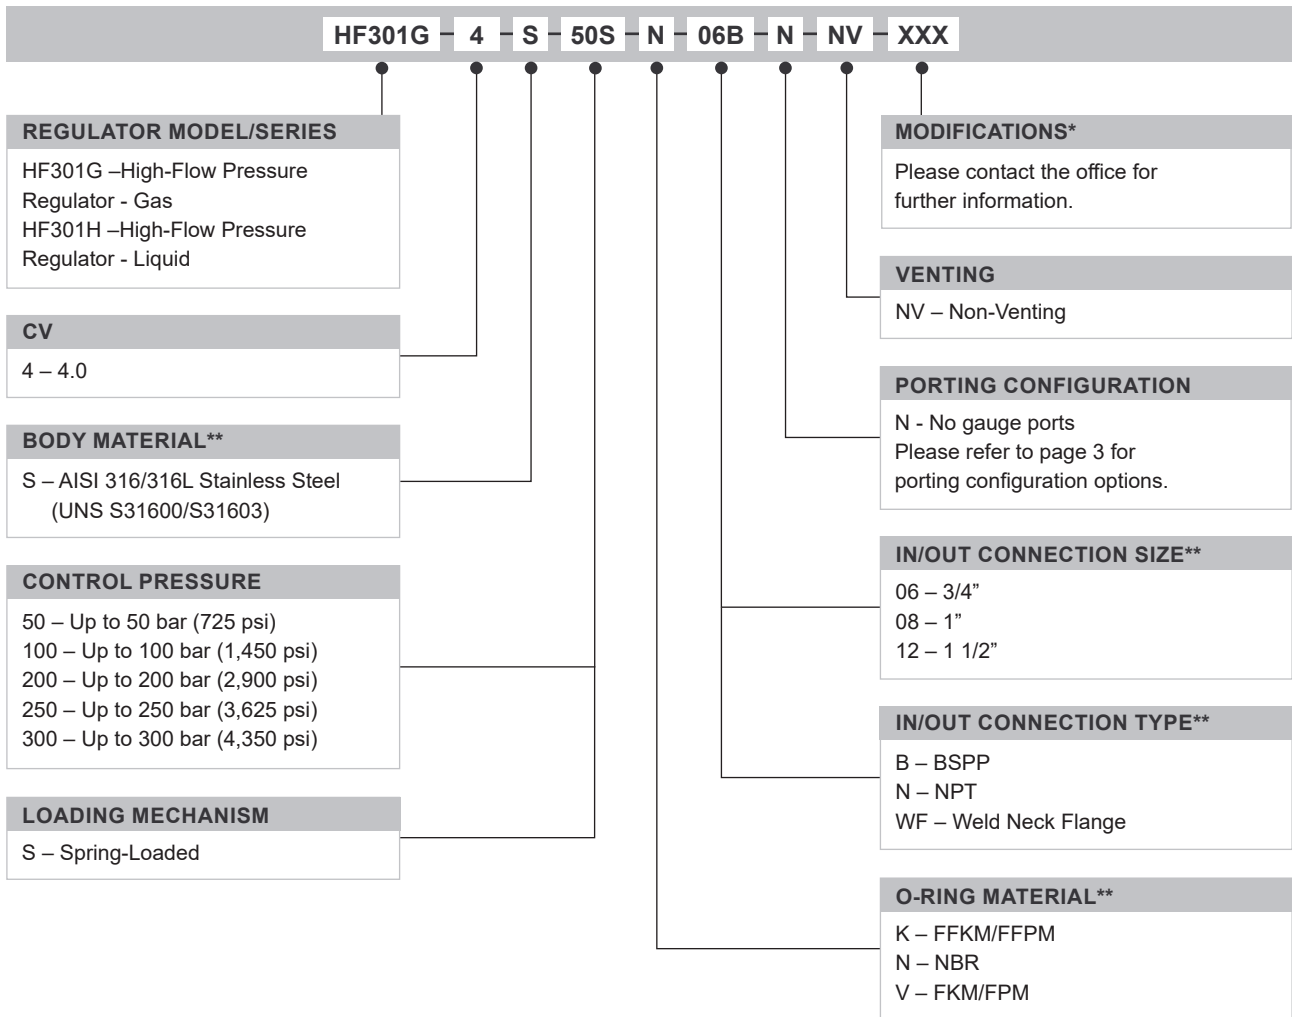 HF301G – 4 – S – 50S – N – 06B – N – NV – XXX
REGULATOR MODEL/SERIES
HF301G –High-Flow Pressure
Regulator - Gas
HF301H –High-Flow Pressure
Regulator - Liquid
CV
4 – 4.0
BODY MATERIAL**
S – AISI 316/316L Stainless Steel
(UNS S31600/S31603)
CONTROL PRESSURE
50 – Up to 50 bar (725 psi)
100 – Up to 100 bar (1,450 psi)
200 – Up to 200 bar (2,900 psi)
250 – Up to 250 bar (3,625 psi)
300 – Up to 300 bar (4,350 psi)
LOADING MECHANISM
S – Spring-Loaded
MODIFICATIONS*
Please contact the office for
further information.
VENTING
NV – Non-Venting
PORTING CONFIGURATION
N - No gauge ports
Please refer to page 3 for
porting configuration options.
IN/OUT CONNECTION SIZE**
06 – 3/4”
08 – 1”
12 – 1 1/2”
IN/OUT CONNECTION TYPE**
B – BSPP
N – NPT
WF – Weld Neck Flange
O-RING MATERIAL**
K – FFKM/FFPM
N – NBR
V – FKM/FPM